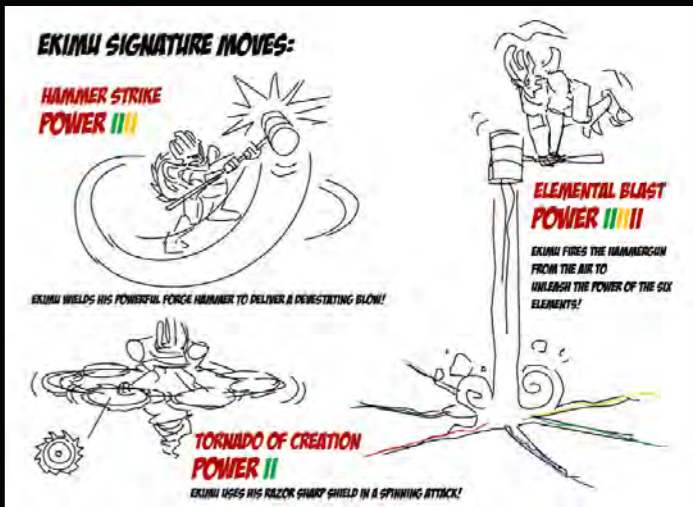 EKIMU SIGNATURE MOVES:
HAMMER STRIKE
POWER
EKIMU WIELDS HIS POWERFUL FORGE HAMMER TO DELIVER A DEVESTATING BLOW!
ELEMENTAL BLAST
POWER
EKIMU FIRES THE HAMMERGUN
FROM THE AIR TO
UNLEASH THE POWER OF THE SIX
ELEMENTS!
TORNADO OF CREATION
POWER
EKIMU USES HIS RAZOR SHARP SHIELD IN A SPINNING ATTACK!